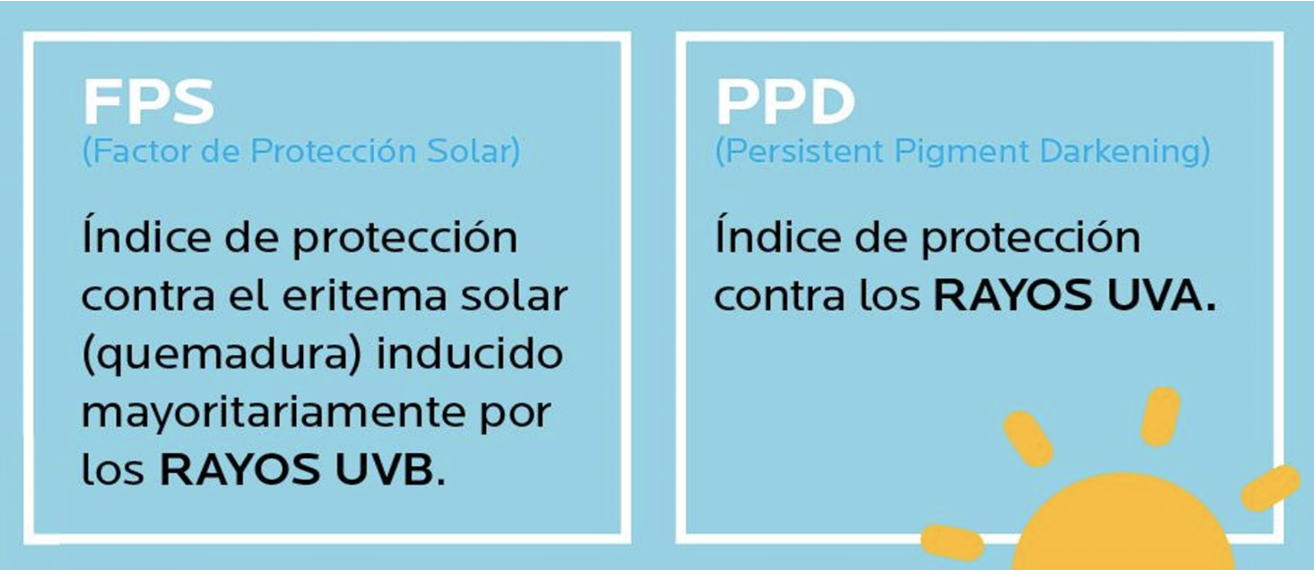 FPS
(Factor de Protección Solar)
Índice de protección
contra el eritema solar
(quemadura) inducido
mayoritariamente por
los RAYOS UVB.
PPD
(Persistent Pigment Darkening)
Índice de protección
contra los RAYOS UVA.